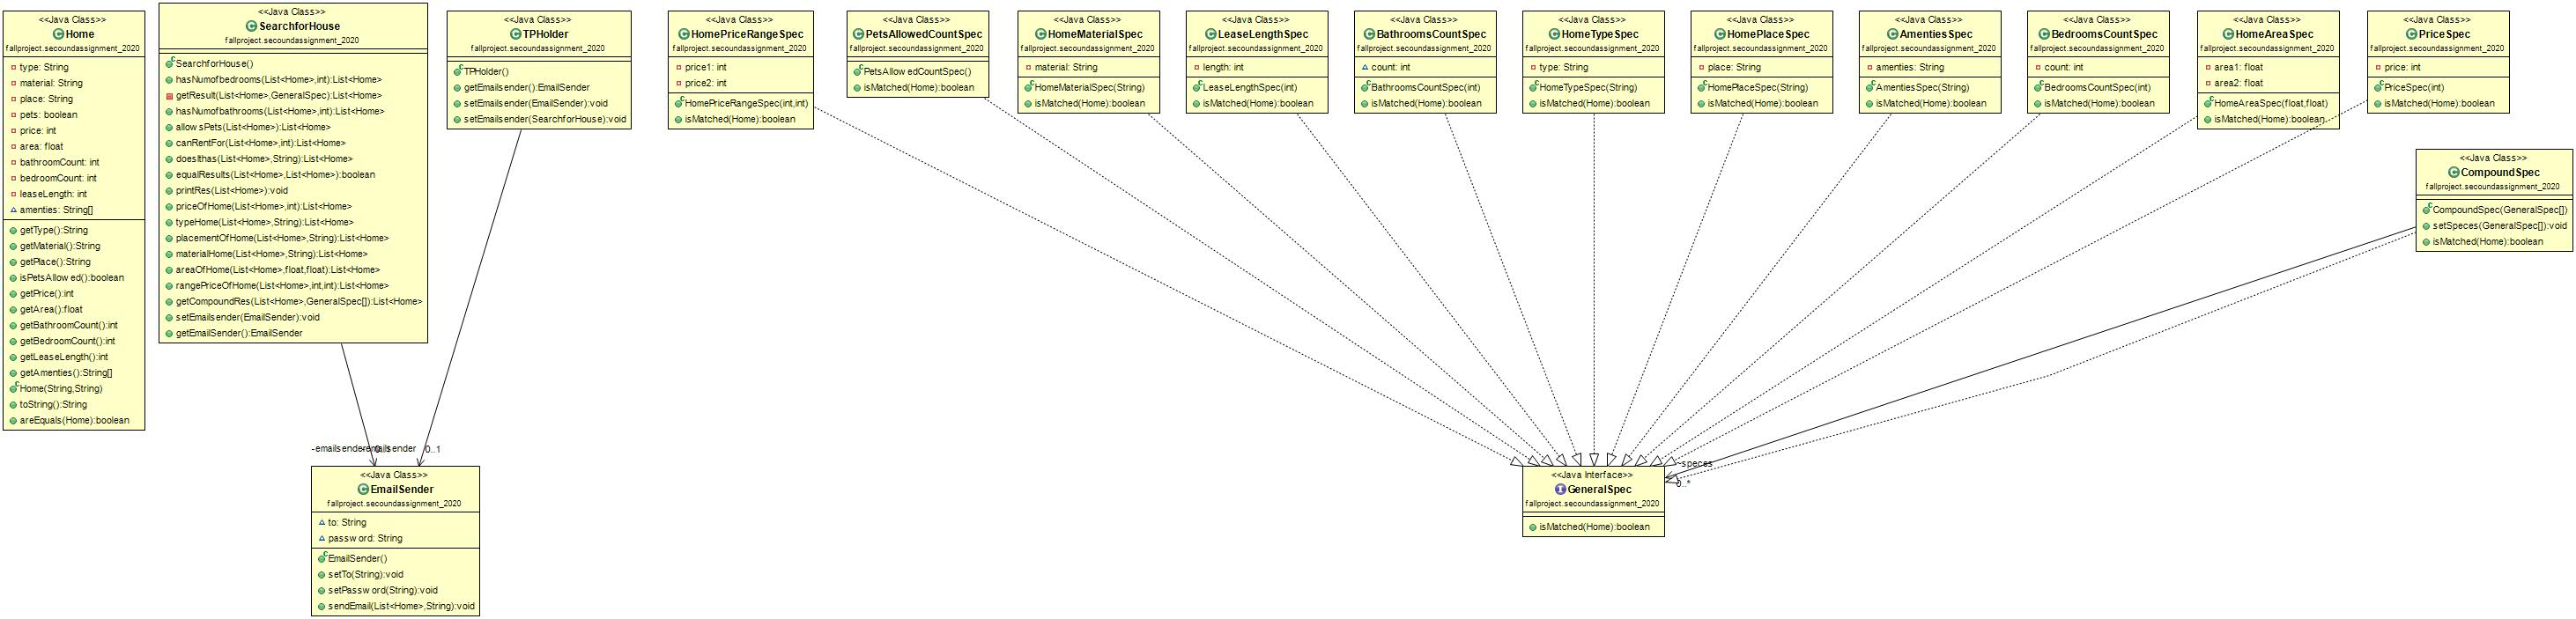 <<Java Class>>
Home
fallproject.secoundassignment_2020
type: String
material: String
place: String
pets: boolean
price: int
area: float
bathroomCount: int
bedroomCount: int
leaseLength: int
amenties: String[]
getType():String
getMaterial():String
getPlace():String
isPetsAllowed():boolean
getPrice():int
getArea():float
getBathroomCount():int
getBedroomCount():int
getLeaseLength():int
getAmenties():String[]
Home(String,String)
toString():String
areEquals(Home):boolean
<<Java Class>>
SearchforHouse
fallproject.secoundassignment_2020
SearchforHouse()
hasNumofbedrooms(List<Home>,int):List<Home>
getResult(List<Home>,GeneralSpec):List<Home>
hasNumofbathrooms(List<Home>,int):List<Home>
allowsPets(List<Home>):List<Home>
canRentFor(List<Home>,int):List<Home>
doesIthas(List<Home>,String):List<Home>
equalResults(List<Home>,List<Home>):boolean
printRes(List<Home>):void
priceOfHome(List<Home>,int):List<Home>
typeHome(List<Home>,String):List<Home>
placementOfHome(List<Home>,String):List<Home>
materialHome(List<Home>,String):List<Home>
areaOfHome(List<Home>,float,float):List<Home>
rangePriceOfHome(List<Home>,int,int):List<Home>
getCompoundRes(List<Home>,GeneralSpec[]):List<Home>
setEmailsender(EmailSender):void
getEmailSender():EmailSender
<<Java Class>>
TPHolder
fallproject.secoundassignment_2020
TPHolder()
getEmailsender():EmailSender
setEmailsender(EmailSender):void
setEmailsender(SearchforHouse):void
<<Java Class>>
HomePriceRangeSpec
fallproject.secoundassignment_2020
price1: int
price2: int
HomePriceRangeSpec(int,int)
isMatched(Home):boolean
<<Java Class>>
PetsAllowedCountSpec
fallproject.secoundassignment_2020
PetsAllowedCountSpec()
isMatched(Home):boolean
<<Java Class>>
HomeMaterialSpec
fallproject.secoundassignment_2020
material: String
HomeMaterialSpec(String)
isMatched(Home):boolean
<<Java Class>>
LeaseLengthSpec
fallproject.secoundassignment_2020
length: int
LeaseLengthSpec(int)
isMatched(Home):boolean
<<Java Class>>
BathroomsCountSpec
fallproject.secoundassignment_2020
count: int
BathroomsCountSpec(int)
isMatched(Home):boolean
<<Java Class>>
HomeTypeSpec
fallproject.secoundassignment_2020
type: String
HomeTypeSpec(String)
isMatched(Home):boolean
<<Java Class>>
HomePlaceSpec
fallproject.secoundassignment_2020
place: String
HomePlaceSpec(String)
isMatched(Home):boolean
<<Java Class>>
AmentiesSpec
fallproject.secoundassignment_2020
amenties: String
AmentiesSpec(String)
isMatched(Home):boolean
<<Java Class>>
BedroomsCountSpec
fallproject.secoundassignment_2020
count: int
BedroomsCountSpec(int)
isMatched(Home):boolean
<<Java Class>>
HomeAreaSpec
fallproject.secoundassignment_2020
area1: float
area2: float
HomeAreaSpec(float,float)
isMatched(Home):boolean
<<Java Class>>
PriceSpec
fallproject.secoundassignment_2020
price: int
PriceSpec(int)
isMatched(Home):boolean
<<Java Class>>
CompoundSpec
fallproject.secoundassignment_2020
CompoundSpec(GeneralSpec[])
setSpeces(GeneralSpec[]):void
isMatched(Home):boolean
-emailsender
-emailsender
0..1
0..1
<<Java Class>>
EmailSender
fallproject.secoundassignment_2020
to: String
password: String
EmailSender()
setTo(String):void
setPassword(String):void
sendEmail(List<Home>,String):void
~speces
0..*
<<Java Interface>>
GeneralSpec
fallproject.secoundassignment_2020
isMatched(Home):boolean